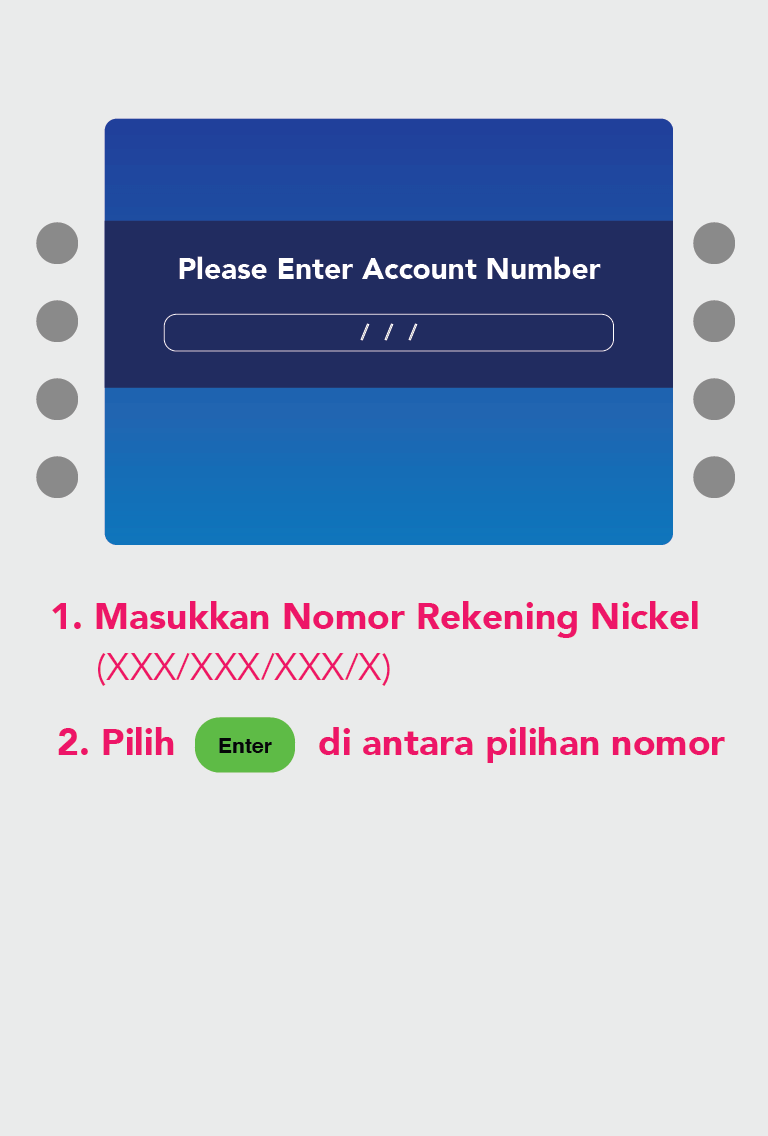 Please Enter Account Number
/ / /
1. Masukkan Nomor Rekening Nickel
(XXX/XXX/XXX/X)
2. Pilih Enter di antara pilihan nomor